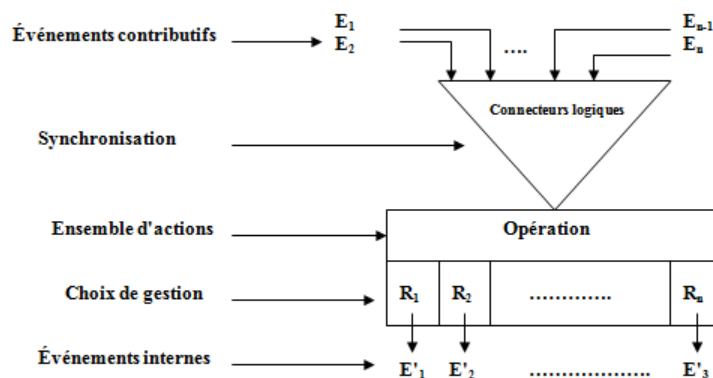 E1 En-1
Événements contributifs E2 .... En
Connecteurs logiques
Synchronisation
Ensemble d'actions Opération
Choix de gestion R1 R2 ............. Rn
Événements internes E'1 E'2 ..................... E'3